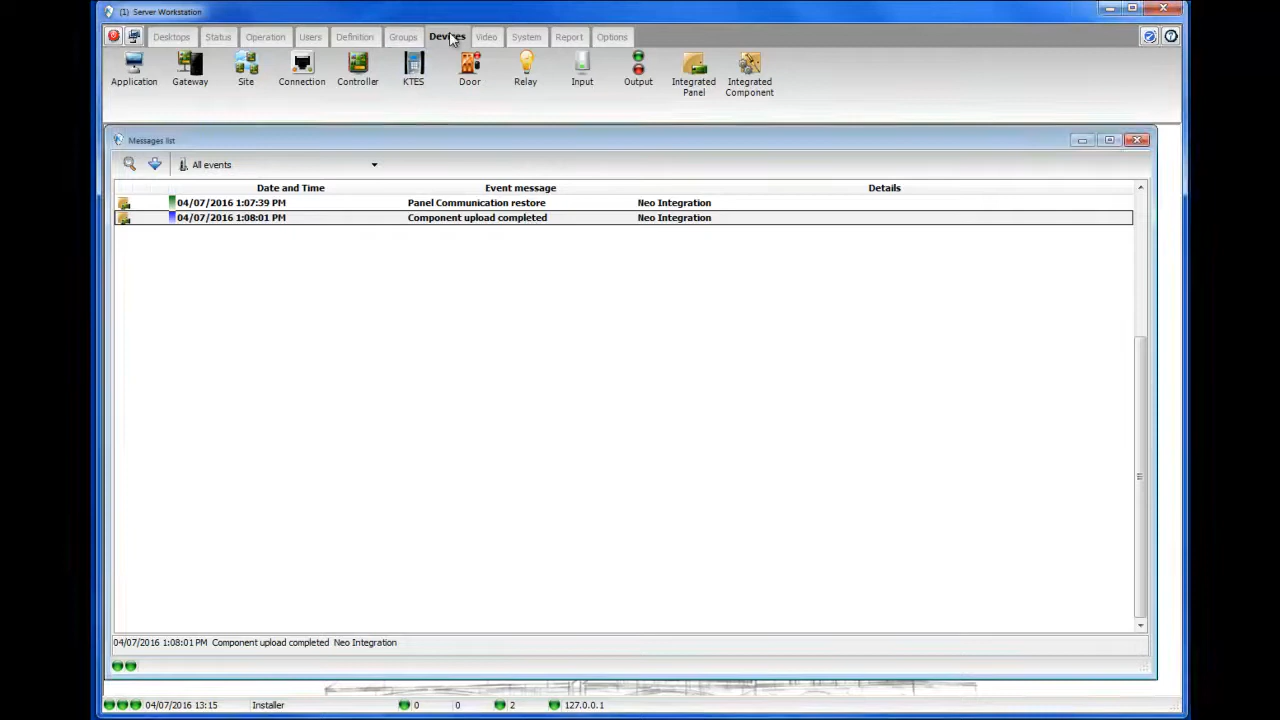 (1) Server Workstation
Desktops Status Operation Users Definition Groups Devices Video System Report Options
Application Gateway Site Connection Controller KTES Door Relay Input Output Integrated Panel Integrated Component
Messages list
All events
Date and Time Event message Details
04/07/2016 1:07:39 PM Panel Communication restore Neo Integration
04/07/2016 1:08:01 PM Component upload completed Neo Integration
04/07/2016 1:08:01 PM Component upload completed Neo Integration
04/07/2016 13:15 Installer 0 0 2 127.0.0.1